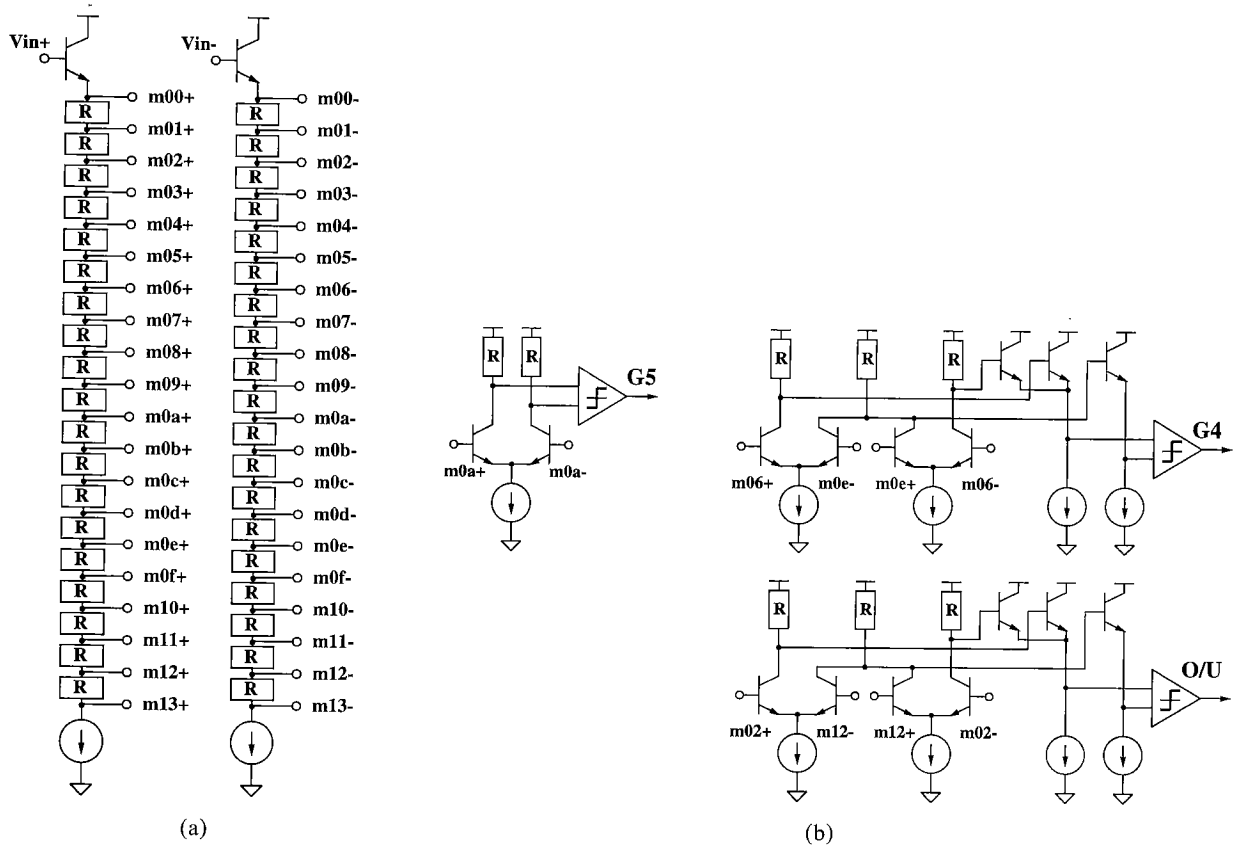 Vin+
Vin-
m00+
m00-
R
R
m01+
m01-
R
R
m02+
m02-
R
R
m03+
m03-
R
R
m04+
m04-
R
R
m05+
m05-
R
R
m06+
m06-
R
R
m07+
m07-
R
R
m08+
m08-
R
R
m09+
m09-
R
R
m0a+
m0a-
R
R
m0b+
m0b-
R
R
m0c+
m0c-
R
R
m0d+
m0d-
R
R
m0e+
m0e-
R
R
m0f+
m0f-
R
R
m10+
m10-
R
R
m11+
m11-
R
R
m12+
m12-
R
R
m13+
m13-
(a)
R R
G5
m0a+ m0a-
R R R
G4
m06+ m0e- m0e+ m06-
R R R
O/U
m02+ m12- m12+ m02-
(b)